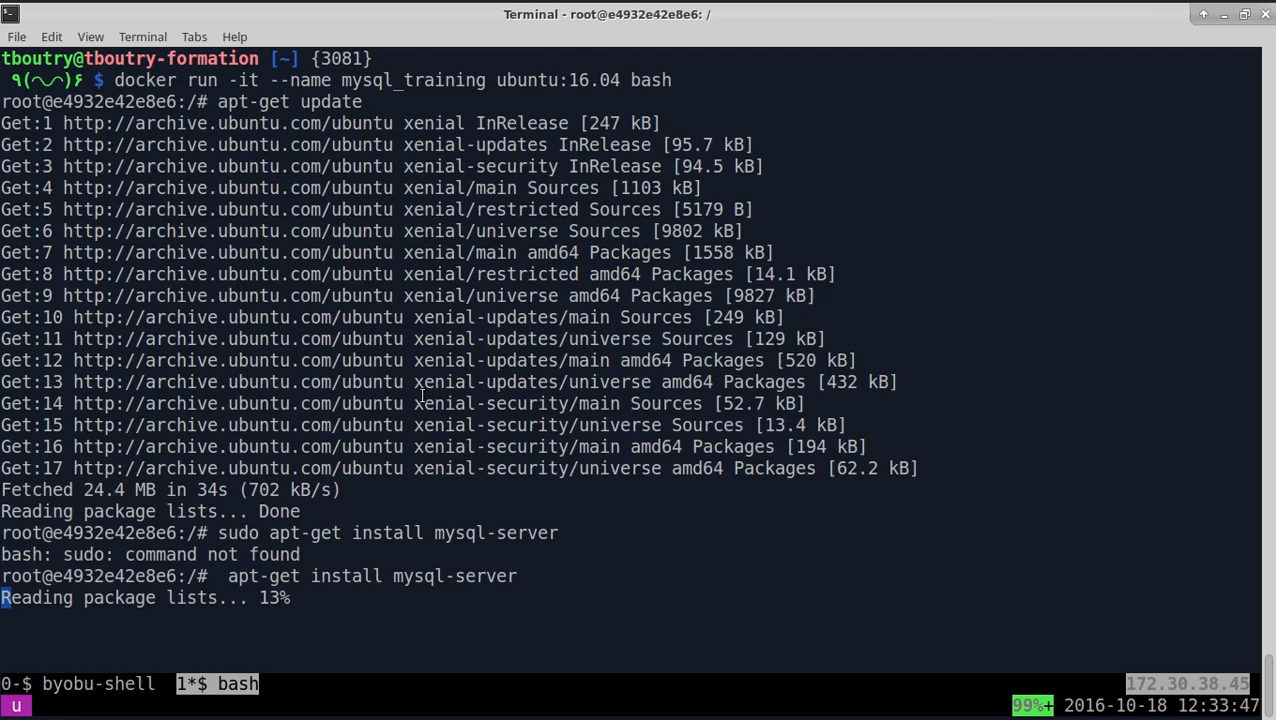 Terminal - root@e4932e42e8e6: /
File Edit View Terminal Tabs Help
tboutry@tboutry-formation [~] {3081}
٩(◠◡◠)۶ $ docker run -it --name mysql_training ubuntu:16.04 bash
root@e4932e42e8e6:/# apt-get update
Get:1 http://archive.ubuntu.com/ubuntu xenial InRelease [247 kB]
Get:2 http://archive.ubuntu.com/ubuntu xenial-updates InRelease [95.7 kB]
Get:3 http://archive.ubuntu.com/ubuntu xenial-security InRelease [94.5 kB]
Get:4 http://archive.ubuntu.com/ubuntu xenial/main Sources [1103 kB]
Get:5 http://archive.ubuntu.com/ubuntu xenial/restricted Sources [5179 B]
Get:6 http://archive.ubuntu.com/ubuntu xenial/universe Sources [9802 kB]
Get:7 http://archive.ubuntu.com/ubuntu xenial/main amd64 Packages [1558 kB]
Get:8 http://archive.ubuntu.com/ubuntu xenial/restricted amd64 Packages [14.1 kB]
Get:9 http://archive.ubuntu.com/ubuntu xenial/universe amd64 Packages [9827 kB]
Get:10 http://archive.ubuntu.com/ubuntu xenial-updates/main Sources [249 kB]
Get:11 http://archive.ubuntu.com/ubuntu xenial-updates/universe Sources [129 kB]
Get:12 http://archive.ubuntu.com/ubuntu xenial-updates/main amd64 Packages [520 kB]
Get:13 http://archive.ubuntu.com/ubuntu xenial-updates/universe amd64 Packages [432 kB]
Get:14 http://archive.ubuntu.com/ubuntu xenial-security/main Sources [52.7 kB]
Get:15 http://archive.ubuntu.com/ubuntu xenial-security/universe Sources [13.4 kB]
Get:16 http://archive.ubuntu.com/ubuntu xenial-security/main amd64 Packages [194 kB]
Get:17 http://archive.ubuntu.com/ubuntu xenial-security/universe amd64 Packages [62.2 kB]
Fetched 24.4 MB in 34s (702 kB/s)
Reading package lists... Done
root@e4932e42e8e6:/# sudo apt-get install mysql-server
bash: sudo: command not found
root@e4932e42e8e6:/#  apt-get install mysql-server
Reading package lists... 13%
0-$ byobu-shell 1*$ bash 172.30.38.45
u 99%+ 2016-10-18 12:33:47